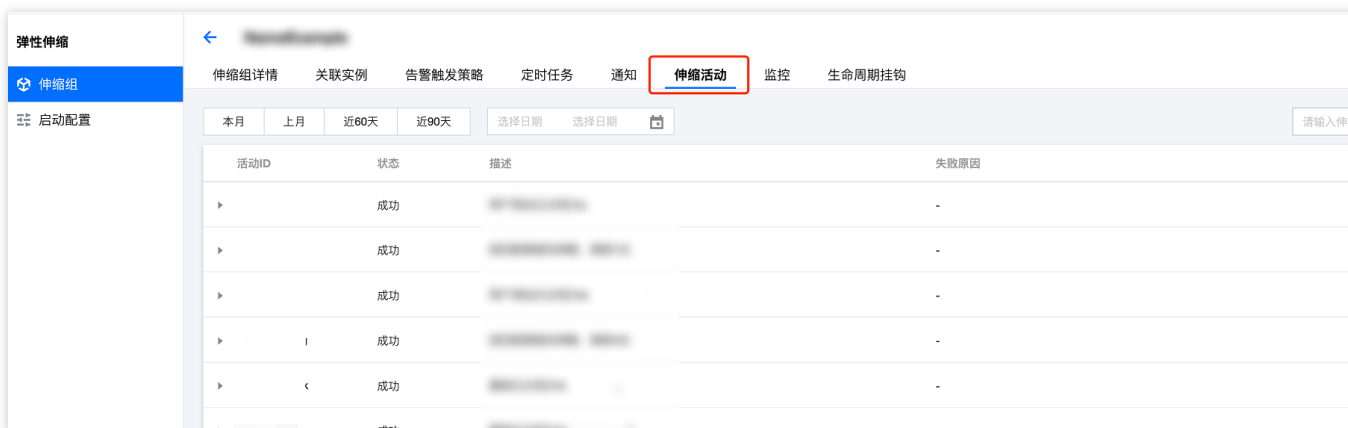 弹性伸缩
伸缩组
启动配置
伸缩组详情 关联实例 告警触发策略 定时任务 通知 伸缩活动 监控 生命周期挂钩
本月 上月 近60天 近90天 选择日期 选择日期 请输入伸
活动ID 状态 描述 失败原因
成功 -
成功 -
成功 -
成功 -
成功 -